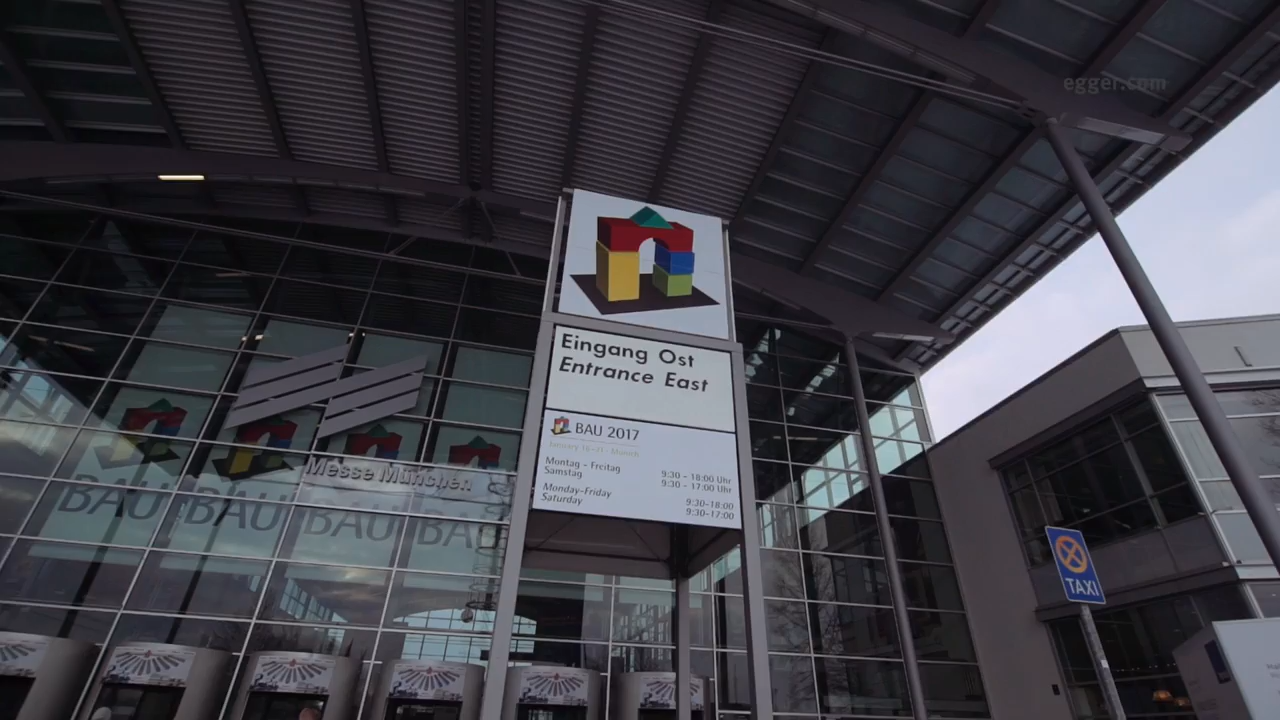 egger.com
Eingang Ost
Entrance East
BAU 2017
Montag - Freitag 9:30 - 18:00 Uhr
Samstag 9:30 - 17:00 Uhr
Monday-Friday 9:30-18:00
Saturday 9:30-17:00
Messe München
BAU BAU BAU BAU
TAXI